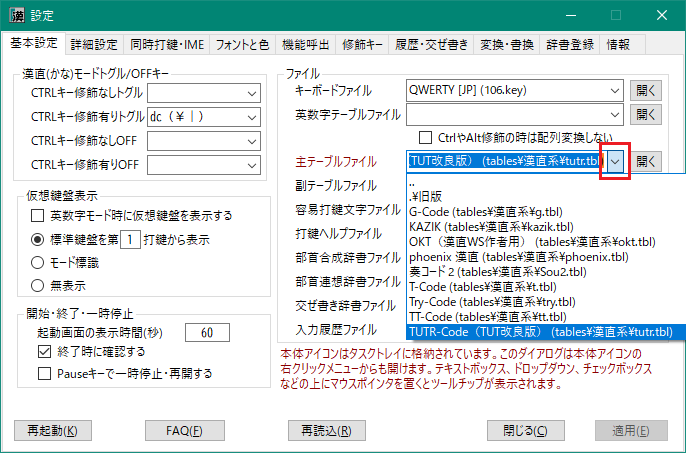 漢 設定
基本設定 詳細設定 同時打鍵・IME フォントと色 機能呼出 修飾キー 履歴・交ぜ書き 変換・書換 辞書登録 情報
漢直(かな)モードトグル/OFFキー
CTRLキー修飾なしトグル
CTRLキー修飾有りトグル dc（￥｜）
CTRLキー修飾なしOFF
CTRLキー修飾有りOFF
仮想鍵盤表示
英数字モード時に仮想鍵盤を表示する
標準鍵盤を第 1 打鍵から表示
モード標識
無表示
開始・終了・一時停止
起動画面の表示時間(秒) 60
終了時に確認する
Pauseキーで一時停止・再開する
ファイル
キーボードファイル QWERTY [JP] (106.key) 開く
英数字テーブルファイル 開く
CtrlやAlt修飾の時は配列変換しない
主テーブルファイル (TUT改良版） (tables¥漢直系¥tutr.tbl) 開く
副テーブルファイル
容易打鍵文字ファイル
打鍵ヘルプファイル
部首合成辞書ファイル
部首連想辞書ファイル
交ぜ書き辞書ファイル
入力履歴ファイル
..
.¥旧版
G-Code (tables¥漢直系¥g.tbl)
KAZIK (tables¥漢直系¥kazik.tbl)
OKT（漢直WS作者用） (tables¥漢直系¥okt.tbl)
phoenix 漢直 (tables¥漢直系¥phoenix.tbl)
奏コード２(tables¥漢直系¥Sou2.tbl)
T-Code (tables¥漢直系¥t.tbl)
Try-Code (tables¥漢直系¥try.tbl)
TT-Code (tables¥漢直系¥tt.tbl)
TUTR-Code（TUT改良版） (tables¥漢直系¥tutr.tbl)
本体アイコンはタスクトレイに格納されています。このダイアログは本体アイコンの
右クリックメニューからも開けます。テキストボックス、ドロップダウン、チェックボックス
などの上にマウスポインタを置くとツールチップが表示されます。
再起動(K) FAQ(F) 再読込(R) 閉じる(C) 適用(E)